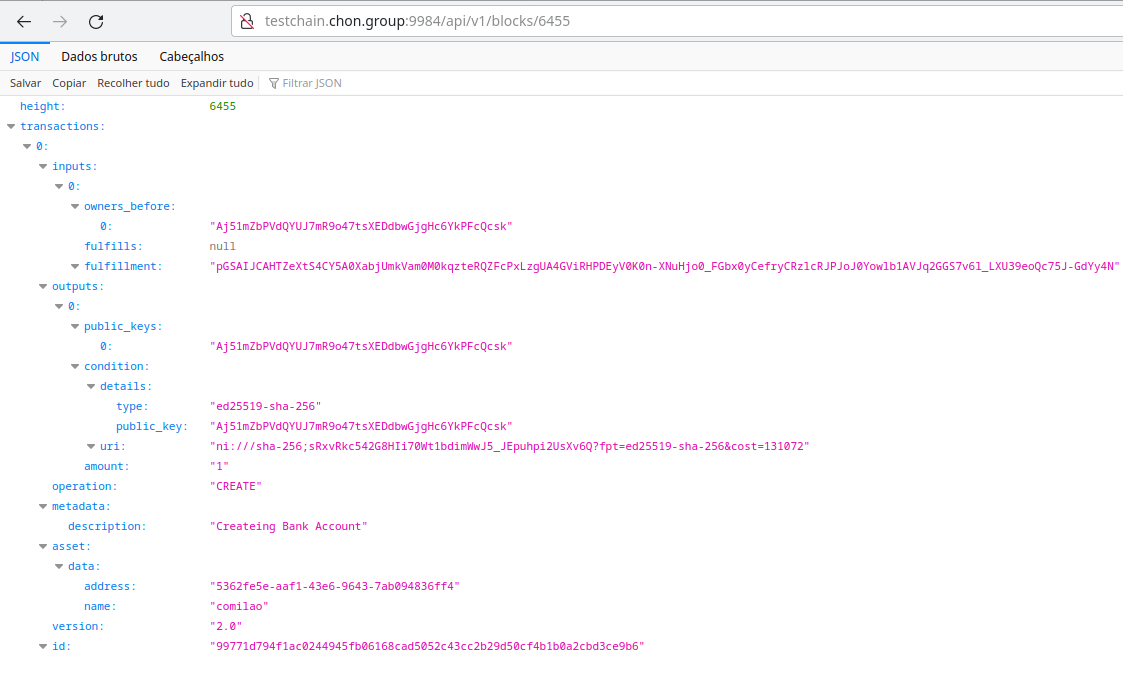 testchain.chon.group:9984/api/v1/blocks/6455
JSON Dados brutos Cabeçalhos
Salvar Copiar Recolher tudo Expandir tudo Filtrar JSON
height: 6455
transactions:
0:
inputs:
0:
owners_before:
0: "Aj51mZbPVdQYUJ7mR9o47tsXEDdbwGjgHc6YkPFcQcsk"
fulfills: null
fulfillment: "pGSAIJCAHTZeXtS4CY5A0XabjUmkVam0M0kqzteRQZFcPxLzgUA4GViRHPDEyV0K0n-XNuHjo0_FGbx0yCefryCRzlcRJPJoJ0Yowlb1AVJq2GGS7v6l_LXU39eoQc75J-GdYy4N"
outputs:
0:
public_keys:
0: "Aj51mZbPVdQYUJ7mR9o47tsXEDdbwGjgHc6YkPFcQcsk"
condition:
details:
type: "ed25519-sha-256"
public_key: "Aj51mZbPVdQYUJ7mR9o47tsXEDdbwGjgHc6YkPFcQcsk"
uri: "ni:///sha-256;sRxvRkc542G8HIi70Wt1bdimWwJ5_JEpuhpi2UsXv6Q?fpt=ed25519-sha-256&cost=131072"
amount: "1"
operation: "CREATE"
metadata:
description: "Createing Bank Account"
asset:
data:
address: "5362fe5e-aaf1-43e6-9643-7ab094836ff4"
name: "comilao"
version: "2.0"
id: "99771d794f1ac0244945fb06168cad5052c43cc2b29d50cf4b1b0a2cbd3ce9b6"